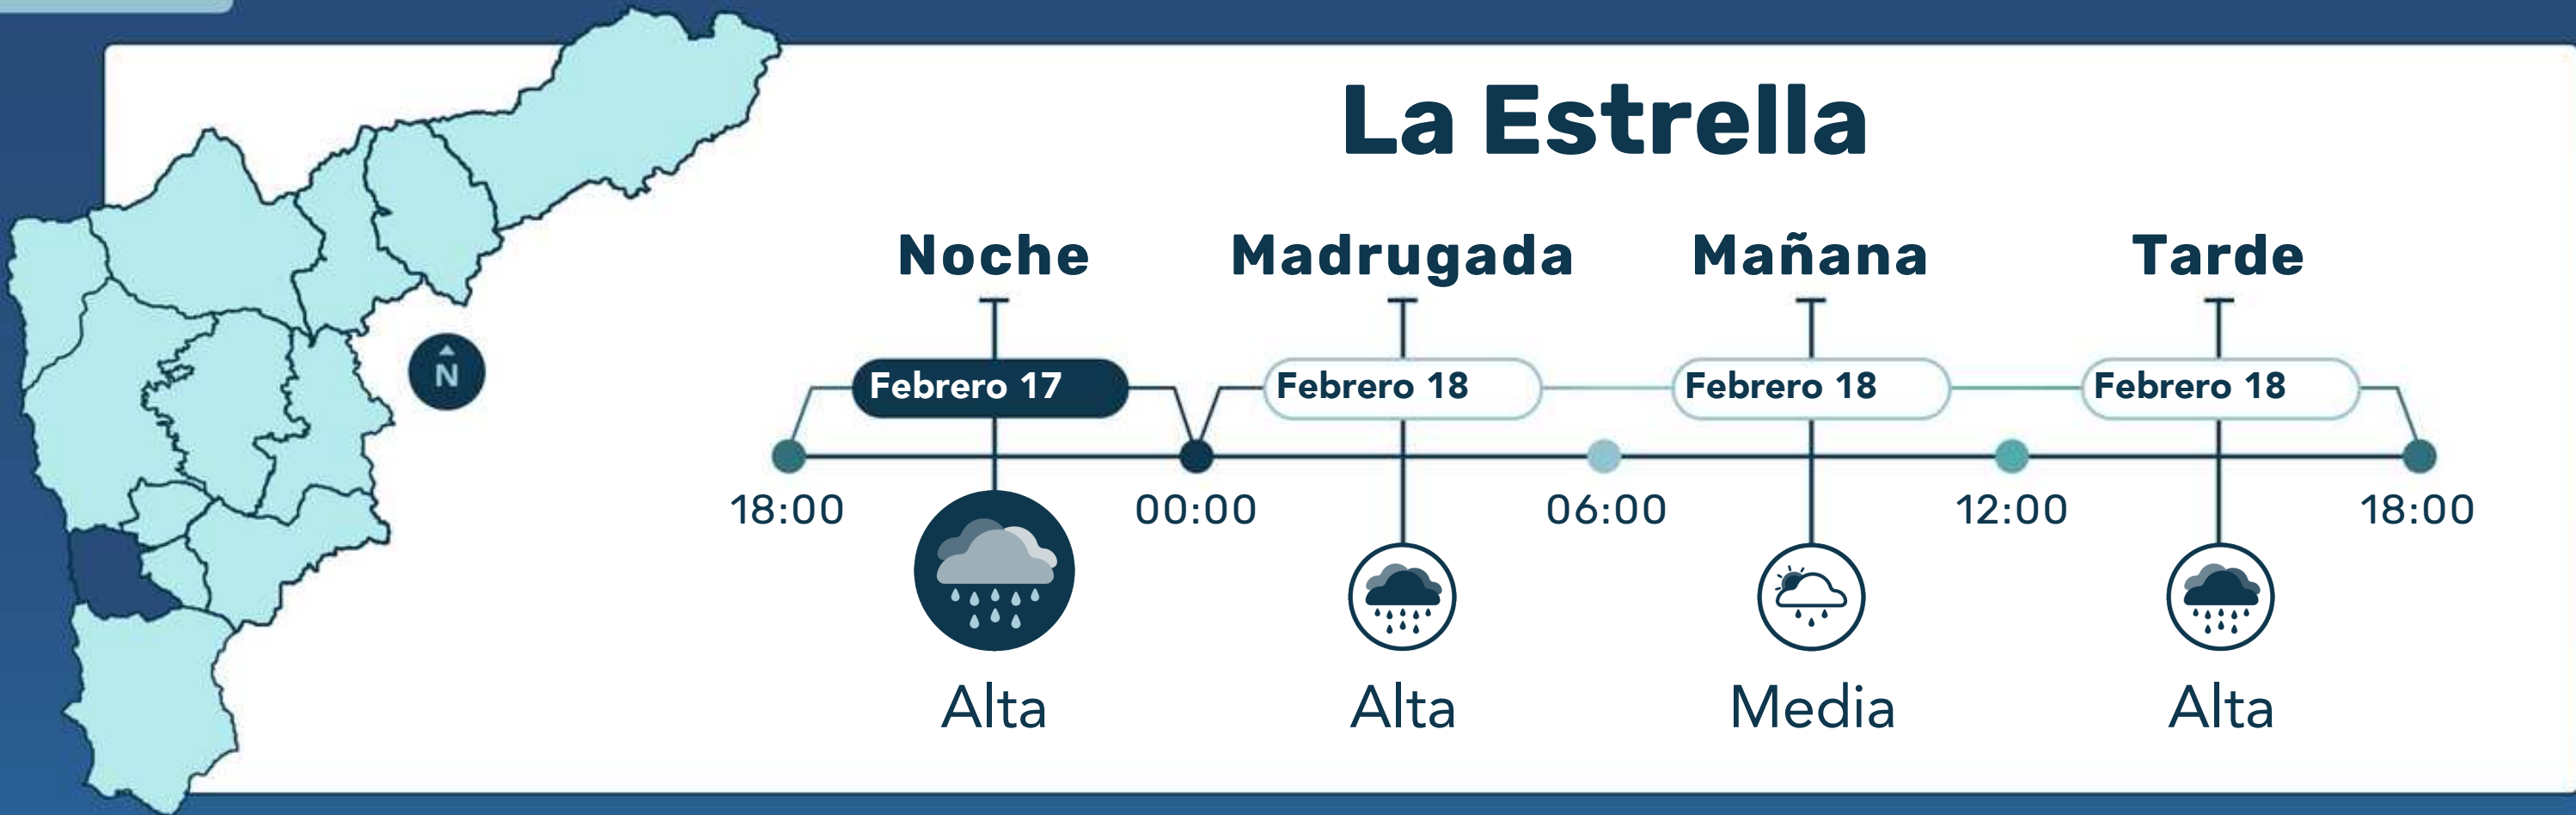 La Estrella
Noche
Madrugada
Mañana
Tarde
N
Febrero 17
Febrero 18
Febrero 18
Febrero 18
18:00
00:00
06:00
12:00
18:00
Alta
Alta
Media
Alta